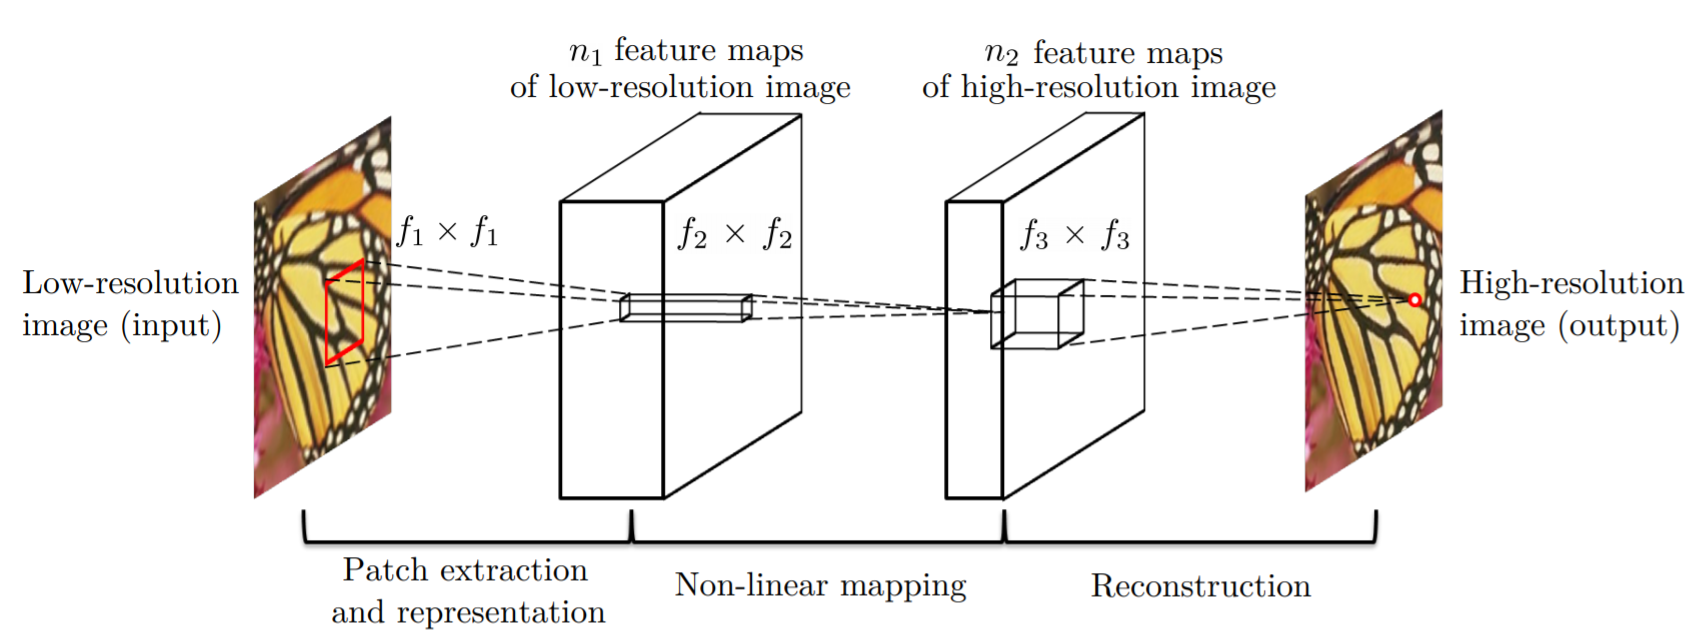 n₁ feature maps
of low-resolution image
n₂ feature maps
of high-resolution image
f₁ × f₁
f₂ × f₂
f₃ × f₃
Low-resolution
image (input)
High-resolution
image (output)
Patch extraction
and representation
Non-linear mapping
Reconstruction